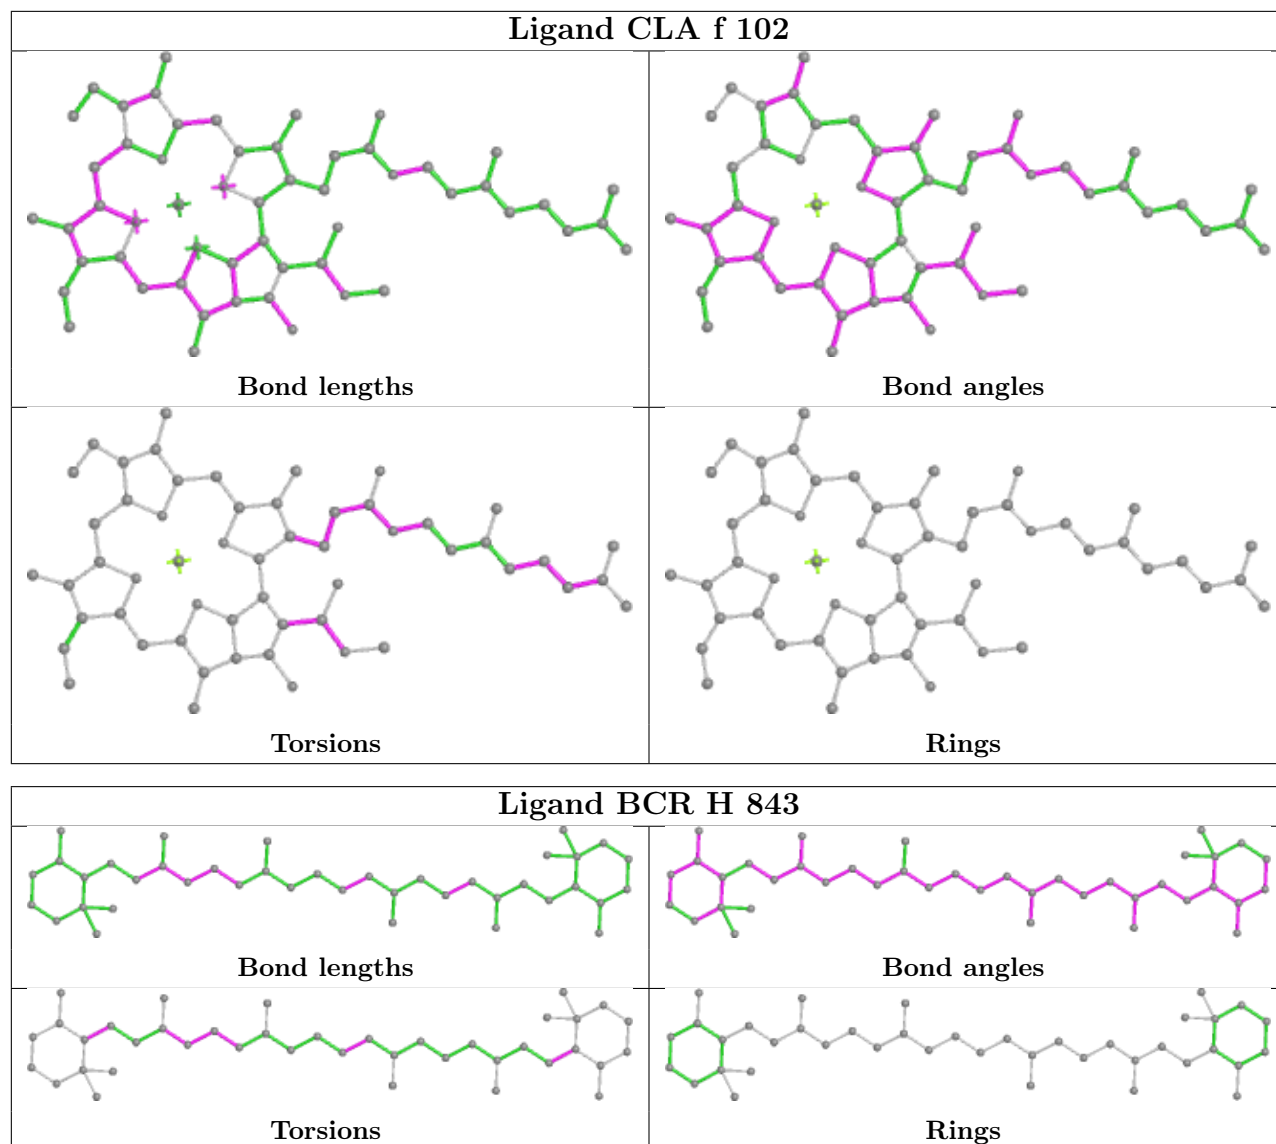 Ligand CLA f 102
Bond lengths
Bond angles
Torsions
Rings
Ligand BCR H 843
Bond lengths
Bond angles
Torsions
Rings